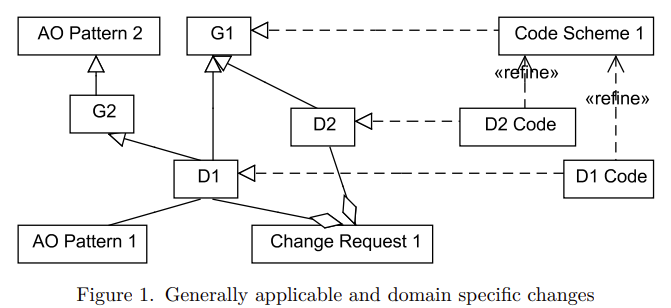 AO Pattern 2
G1
Code Scheme 1
«refine»
«refine»
G2
D2
D2 Code
D1
D1 Code
AO Pattern 1
Change Request 1
Figure 1. Generally applicable and domain specific changes